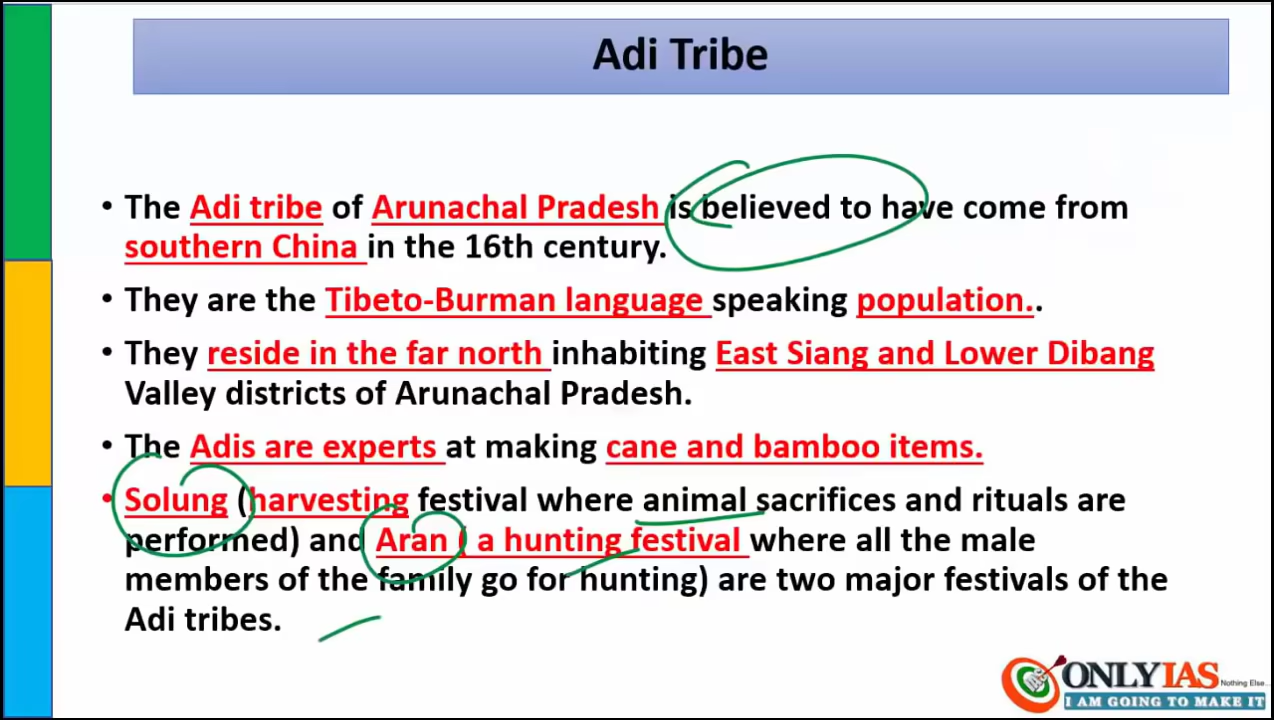 Adi Tribe
• The Adi tribe of Arunachal Pradesh is believed to have come from
southern China in the 16th century.
• They are the Tibeto-Burman language speaking population..
• They reside in the far north inhabiting East Siang and Lower Dibang
Valley districts of Arunachal Pradesh.
• The Adis are experts at making cane and bamboo items.
• Solung (harvesting festival where animal sacrifices and rituals are
performed) and Aran ( a hunting festival where all the male
members of the family go for hunting) are two major festivals of the
Adi tribes.
ONLYIAS
Nothing Else..
I AM GOING TO MAKE IT